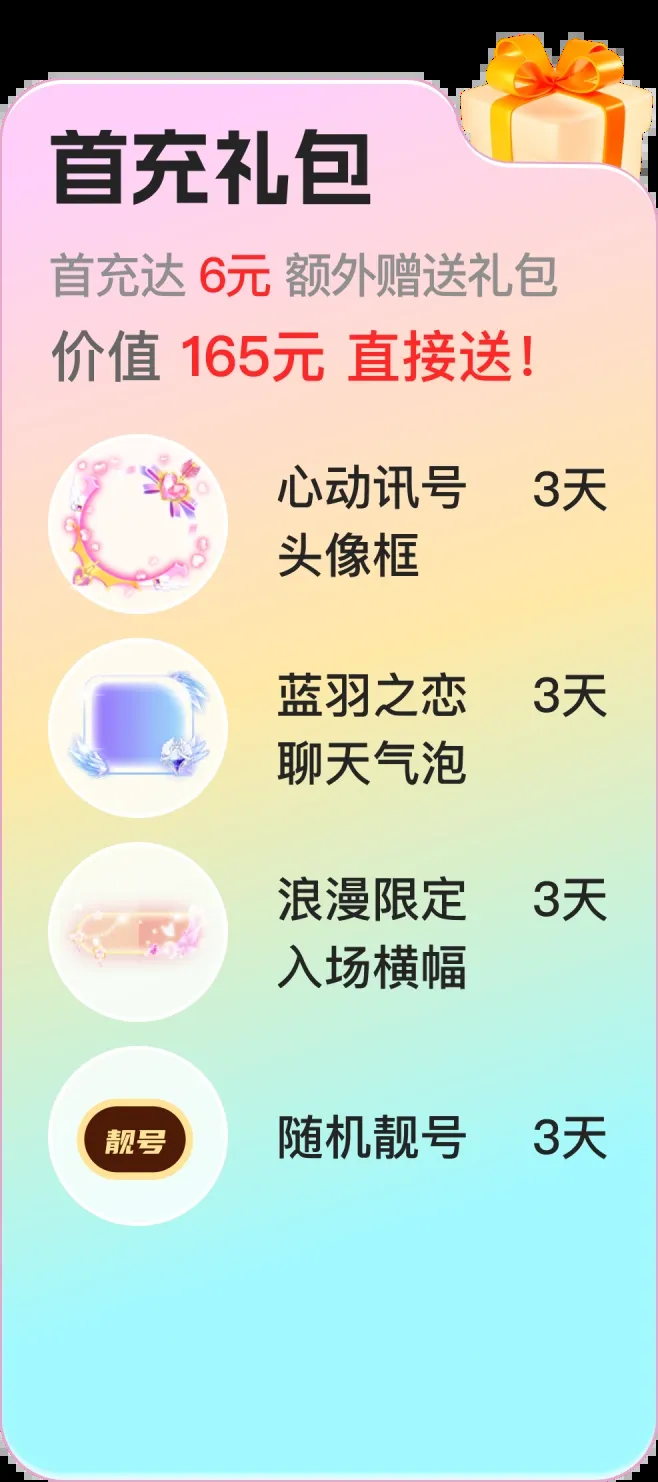 首充礼包
首充达 6元 额外赠送礼包
价值 165元 直接送！
心动讯号 3天
头像框
蓝羽之恋 3天
聊天气泡
浪漫限定 3天
入场横幅
靓号
随机靓号 3天